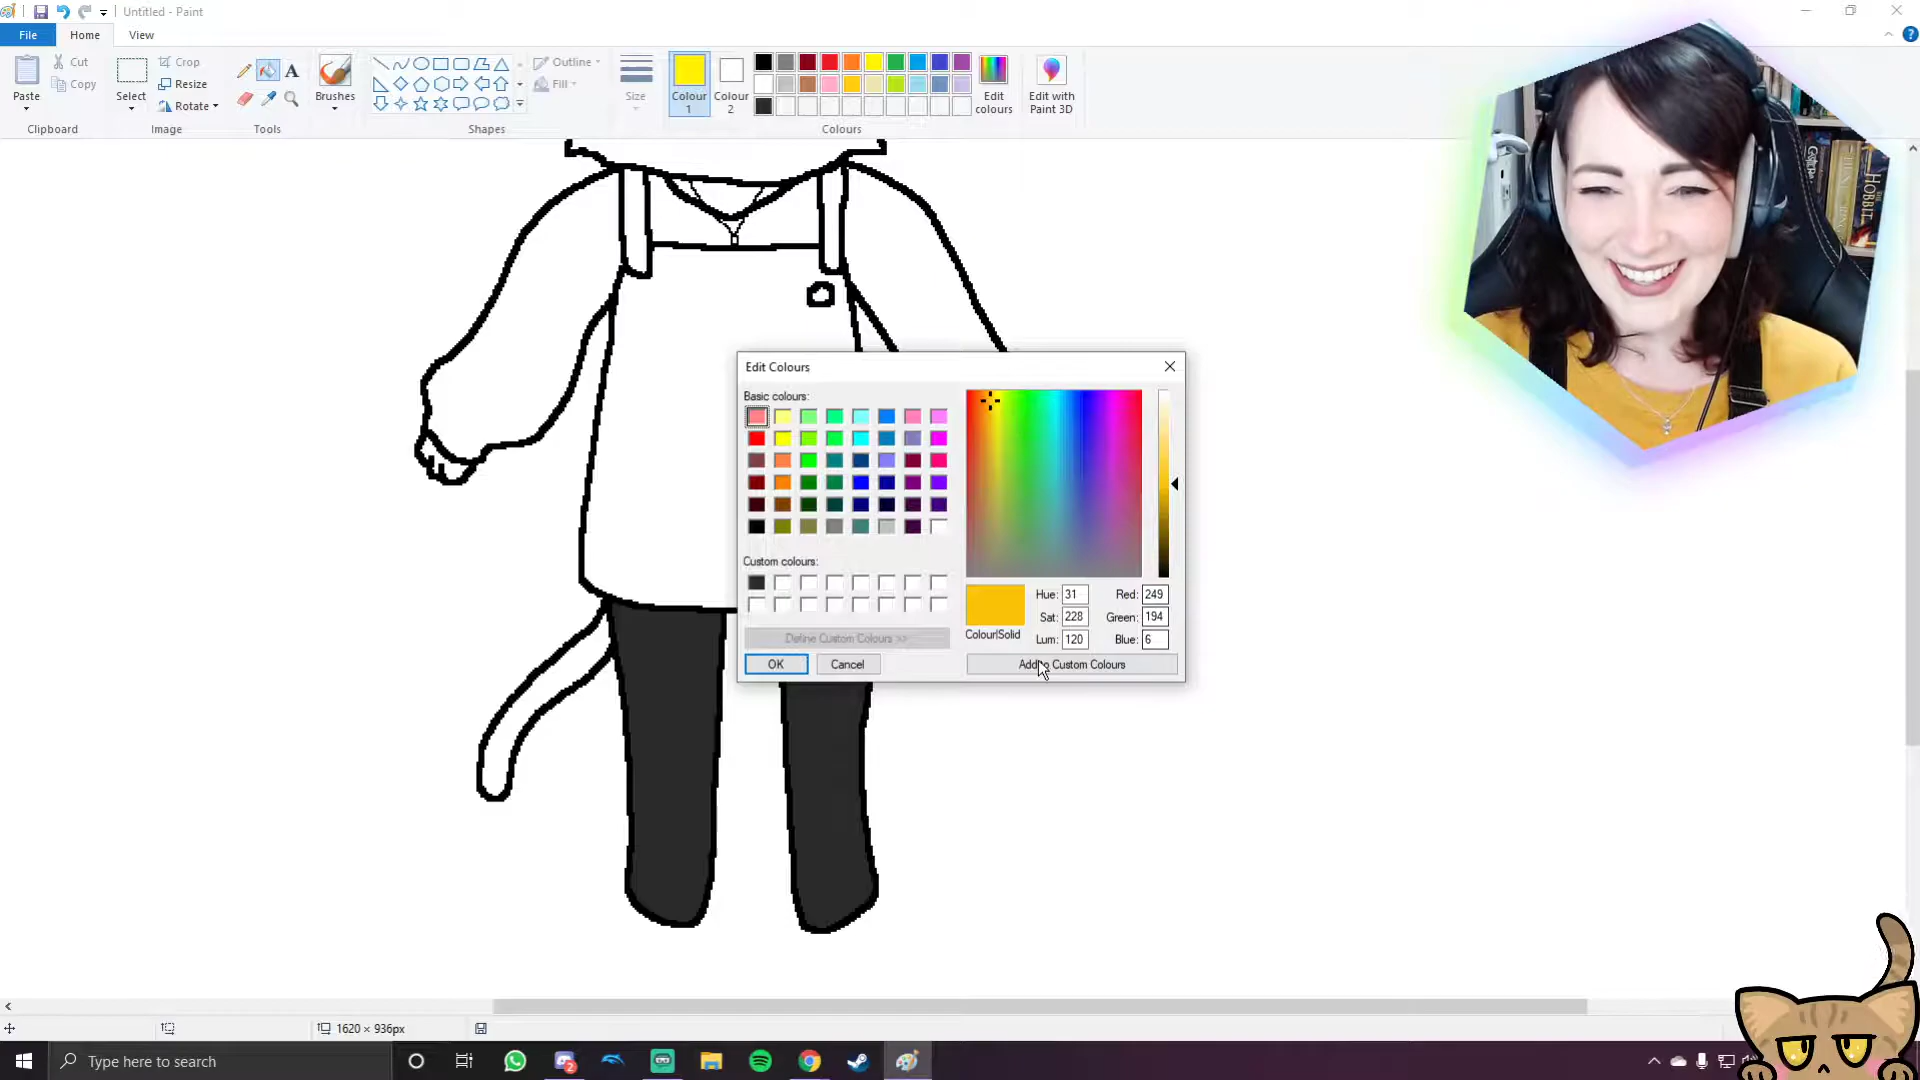 Untitled - Paint
File
Home
View
Paste
Cut
Copy
Clipboard
Select
Crop
Resize
Rotate
Image
A
Tools
Brushes
Shapes
Outline
Fill
Size
Colour
1
Colour
2
Edit
colours
Colours
Edit with
Paint 3D
THE
HOBBIT
Edit Colours
Basic colours:
Custom colours:
Define Custom Colours >>
OK
Cancel
Colour|Solid
Hue: 31
Sat: 228
Lum: 120
Red: 249
Green: 194
Blue: 6
Add to Custom Colours
1620 × 936px
Type here to search
2